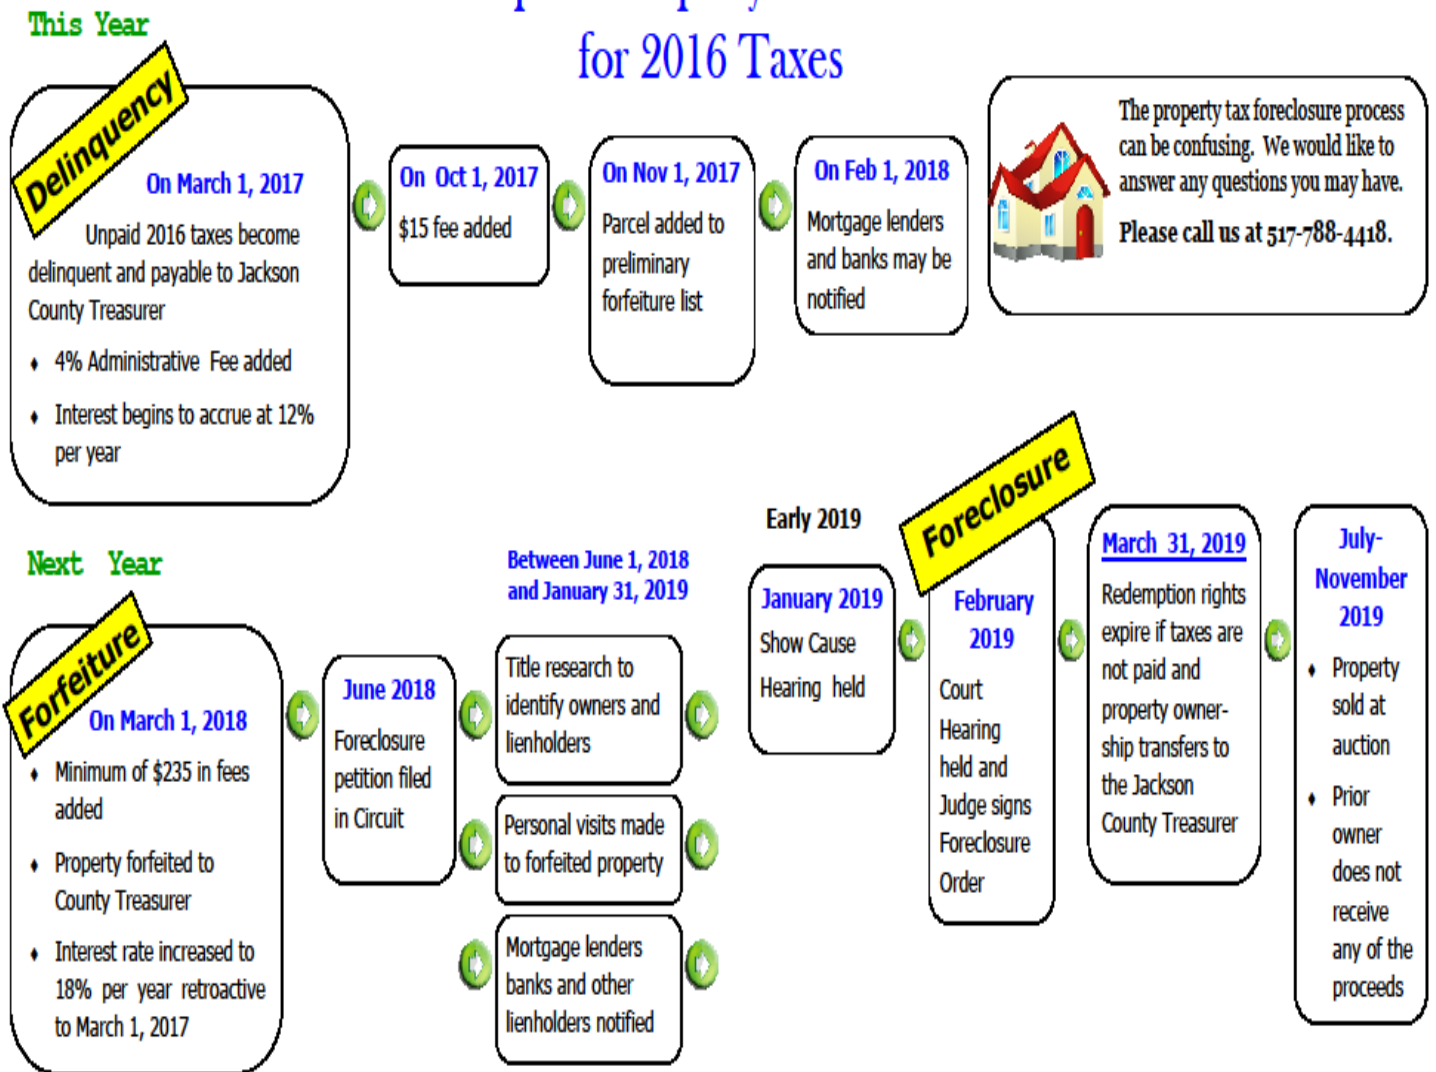 This Year
for 2016 Taxes
Delinquency
On March 1, 2017
Unpaid 2016 taxes become
delinquent and payable to Jackson
County Treasurer
♦ 4% Administrative Fee added
♦ Interest begins to accrue at 12%
per year
On Oct 1, 2017
$15 fee added
On Nov 1, 2017
Parcel added to
preliminary
forfeiture list
On Feb 1, 2018
Mortgage lenders
and banks may be
notified
The property tax foreclosure process
can be confusing. We would like to
answer any questions you may have.
Please call us at 517-788-4418.
Next Year
Forfeiture
On March 1, 2018
♦ Minimum of $235 in fees
added
♦ Property forfeited to
County Treasurer
♦ Interest rate increased to
18% per year retroactive
to March 1, 2017
June 2018
Foreclosure
petition filed
in Circuit
Between June 1, 2018
and January 31, 2019
Title research to
identify owners and
lienholders
Personal visits made
to forfeited property
Mortgage lenders
banks and other
lienholders notified
Early 2019
January 2019
Show Cause
Hearing held
Foreclosure
February
2019
Court
Hearing
held and
Judge signs
Foreclosure
Order
March 31, 2019
Redemption rights
expire if taxes are
not paid and
property owner-
ship transfers to
the Jackson
County Treasurer
July-
November
2019
♦ Property
sold at
auction
♦ Prior
owner
does not
receive
any of the
proceeds